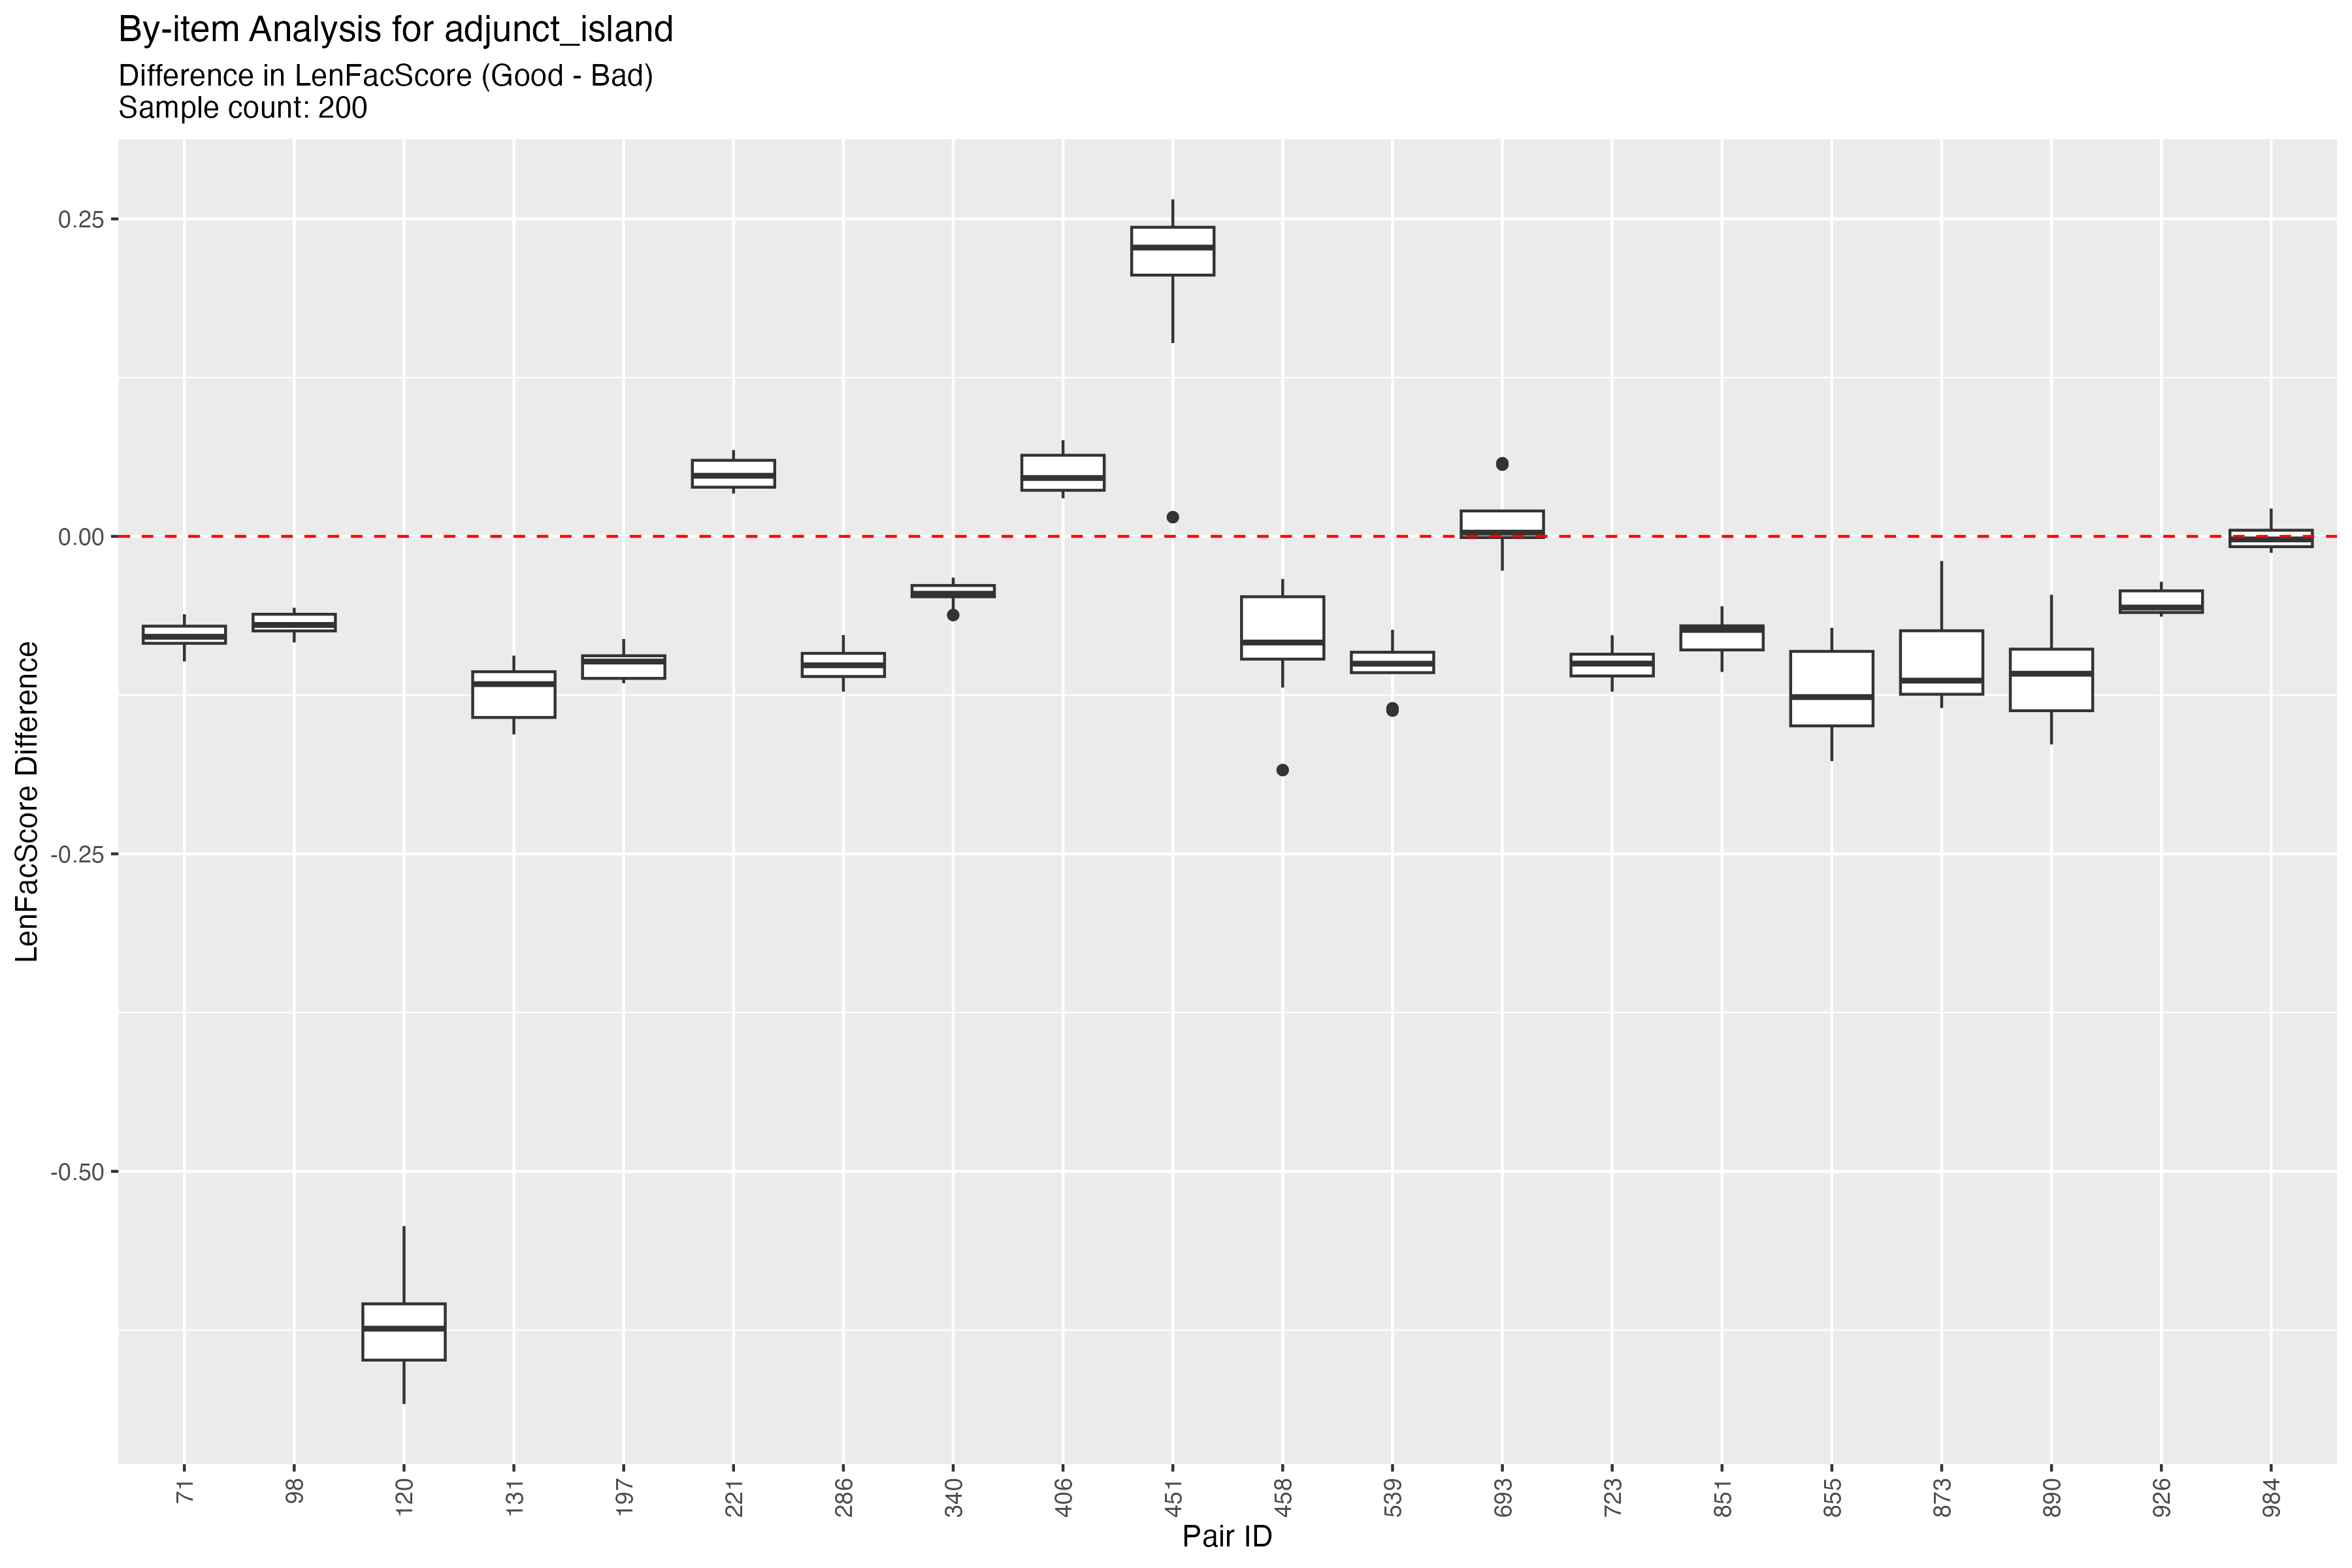 By-item Analysis for adjunct_island
Difference in LenFacScore (Good - Bad)
Sample count: 200
LenFacScore Difference
0.25
0.00
-0.25
-0.50
71 98 120 131 197 221 286 340 406 451 458 539 693 723 851 855 873 890 926 984
Pair ID